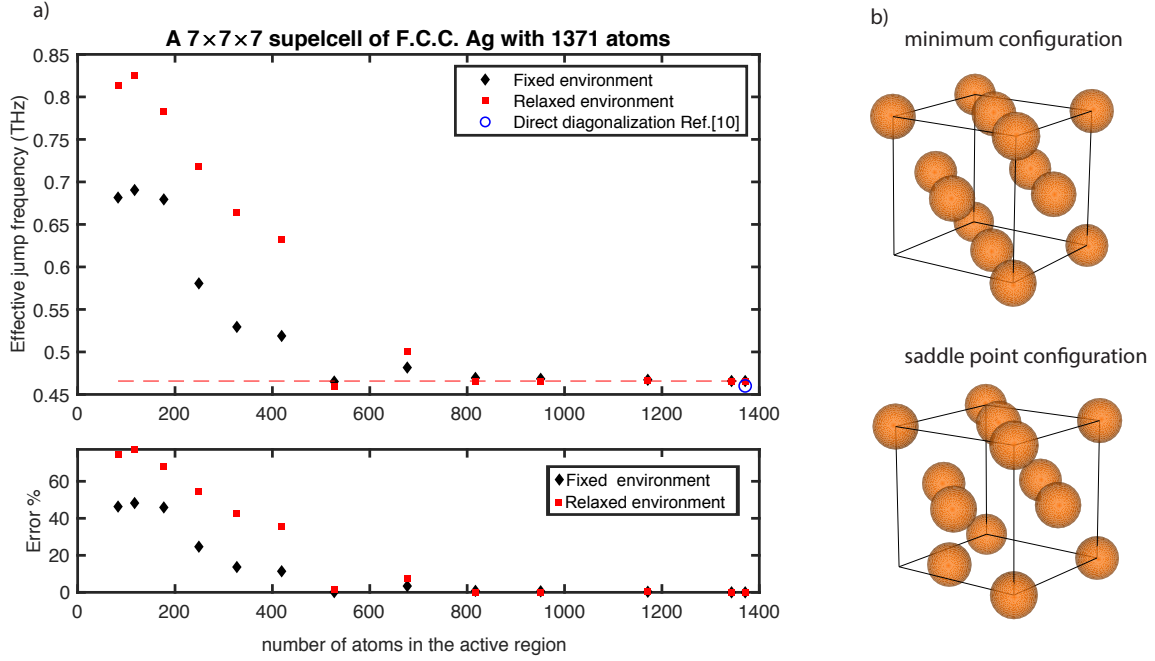 a)
A 7×7×7 supelcell of F.C.C. Ag with 1371 atoms
Effective jump frequency (THz)
0.85
0.8
0.75
0.7
0.65
0.6
0.55
0.5
0.45
Fixed environment
Relaxed environment
Direct diagonalization Ref.[10]
0 200 400 600 800 1000 1200 1400
Error %
60
40
20
0
Fixed environment
Relaxed environment
0 200 400 600 800 1000 1200 1400
number of atoms in the active region
b)
minimum configuration
saddle point configuration